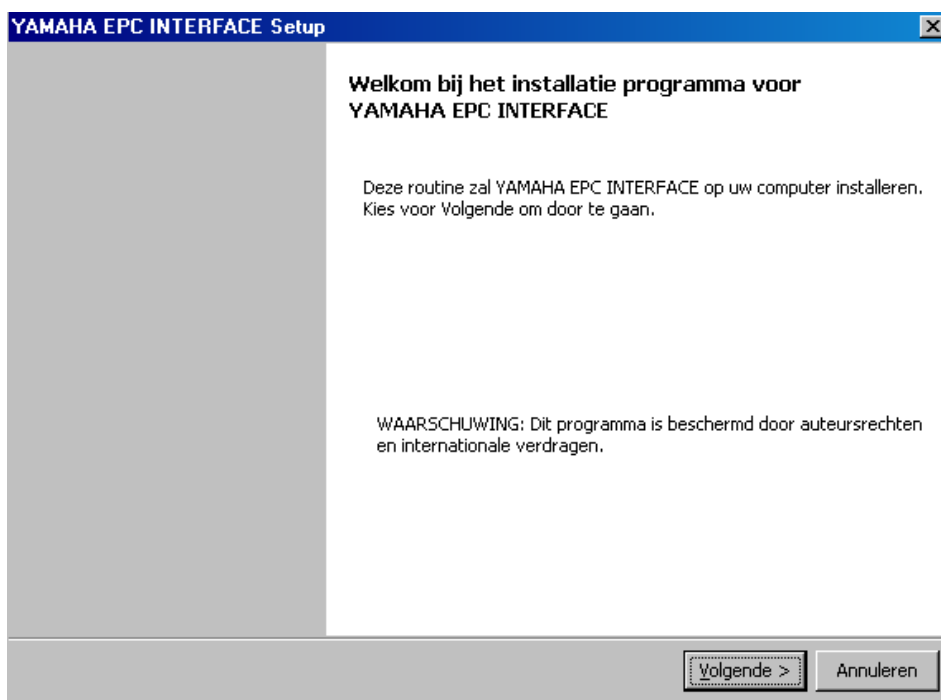 YAMAHA EPC INTERFACE Setup
Welkom bij het installatie programma voor
YAMAHA EPC INTERFACE
Deze routine zal YAMAHA EPC INTERFACE op uw computer installeren.
Kies voor Volgende om door te gaan.
WAARSCHUWING: Dit programma is beschermd door auteursrechten
en internationale verdragen.
Volgende >
Annuleren